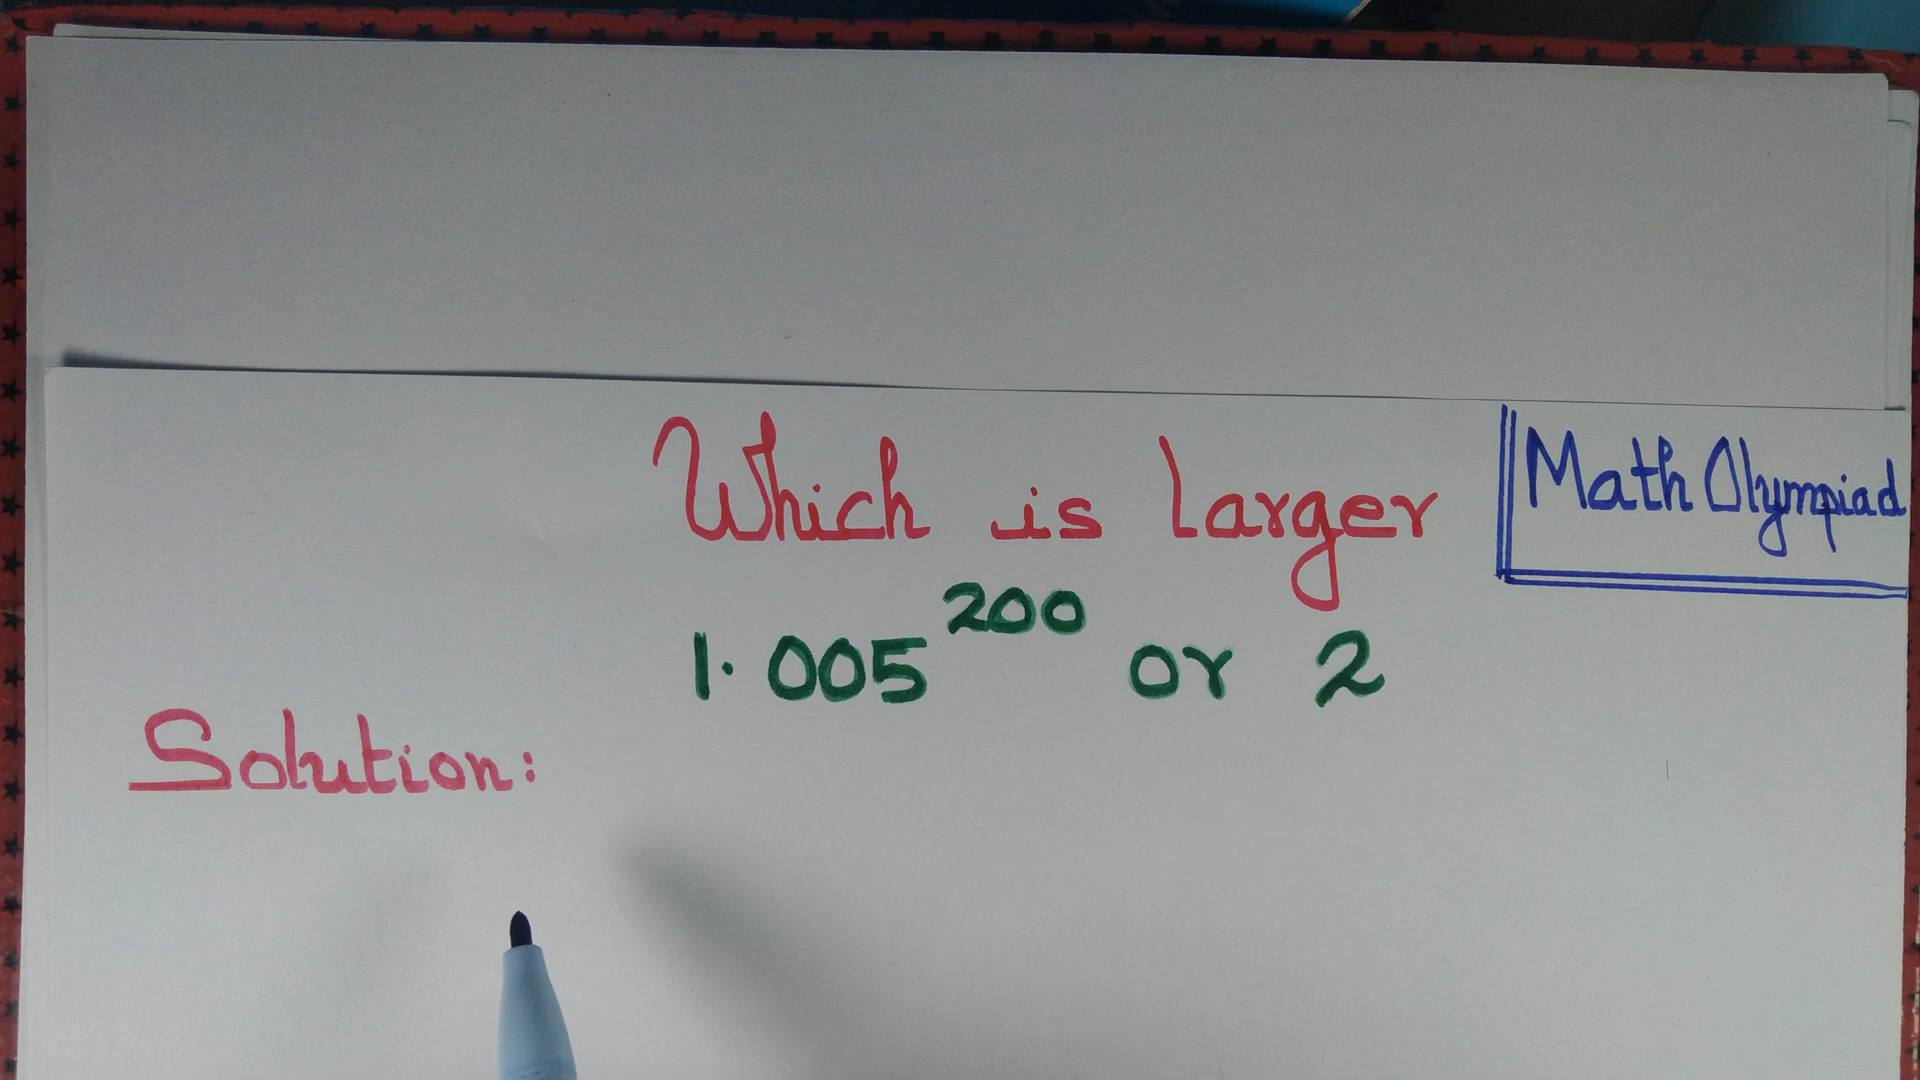 Which is larger
Math Olympiad
1.005^200 or 2
Solution: